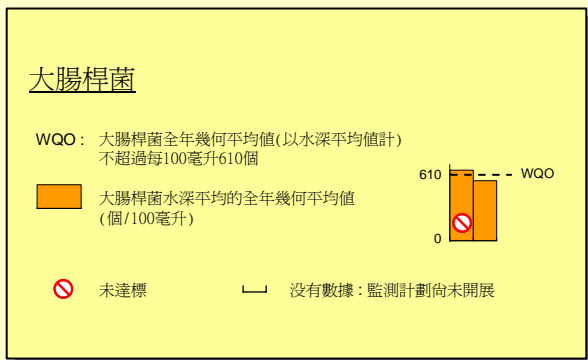 大腸桿菌
WQO : 大腸桿菌全年幾何平均值(以水深平均值計)
不超過每100毫升610個
大腸桿菌水深平均的全年幾何平均值
(個/100毫升)
610 WQO
0
未達標 没有數據 : 監測計劃尚未開展